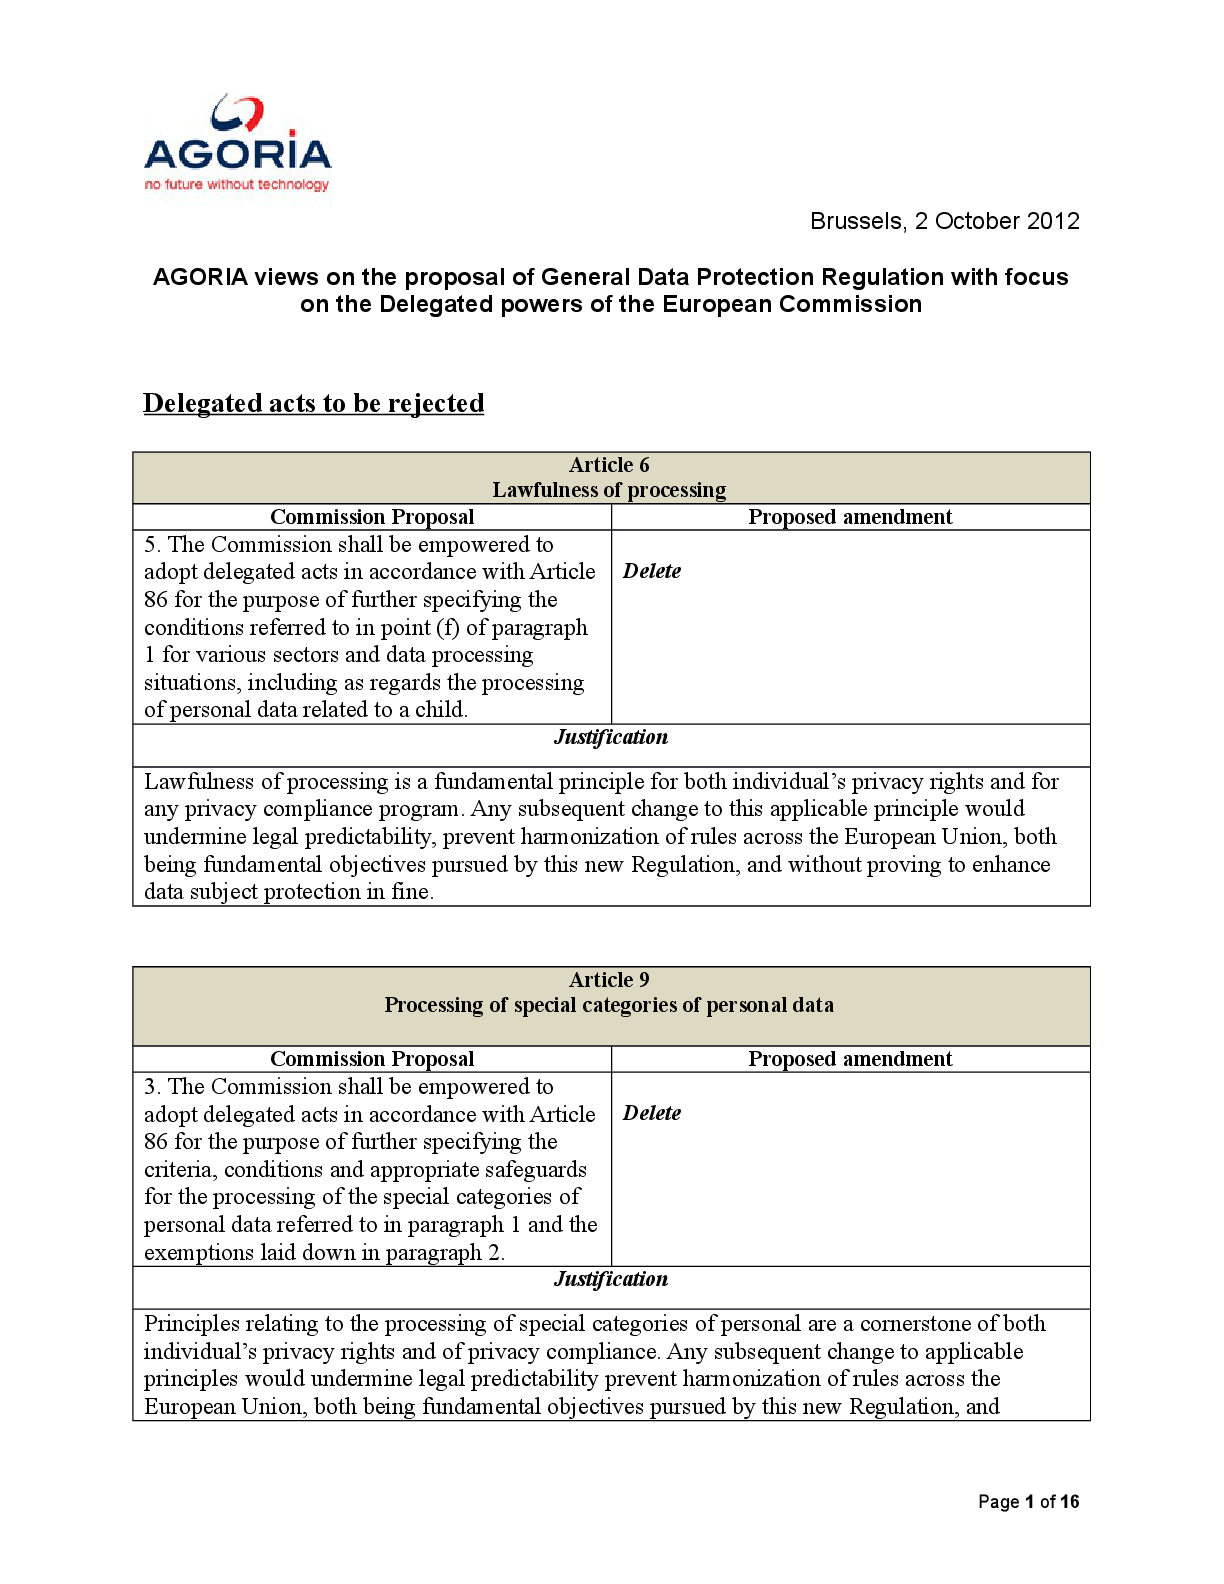 AGORiA
no future without technology
Brussels, 2 October 2012
AGORIA views on the proposal of General Data Protection Regulation with focus
on the Delegated powers of the European Commission
Delegated acts to be rejected
Article 6
Lawfulness of processing
Commission Proposal
Proposed amendment
5. The Commission shall be empowered to
adopt delegated acts in accordance with Article
86 for the purpose of further specifying the
conditions referred to in point (f) of paragraph
1 for various sectors and data processing
situations, including as regards the processing
of personal data related to a child.
Delete
Justification
Lawfulness of processing is a fundamental principle for both individual’s privacy rights and for
any privacy compliance program. Any subsequent change to this applicable principle would
undermine legal predictability, prevent harmonization of rules across the European Union, both
being fundamental objectives pursued by this new Regulation, and without proving to enhance
data subject protection in fine.
Article 9
Processing of special categories of personal data
Commission Proposal
Proposed amendment
3. The Commission shall be empowered to
adopt delegated acts in accordance with Article
86 for the purpose of further specifying the
criteria, conditions and appropriate safeguards
for the processing of the special categories of
personal data referred to in paragraph 1 and the
exemptions laid down in paragraph 2.
Delete
Justification
Principles relating to the processing of special categories of personal are a cornerstone of both
individual’s privacy rights and of privacy compliance. Any subsequent change to applicable
principles would undermine legal predictability prevent harmonization of rules across the
European Union, both being fundamental objectives pursued by this new Regulation, and
Page 1 of 16